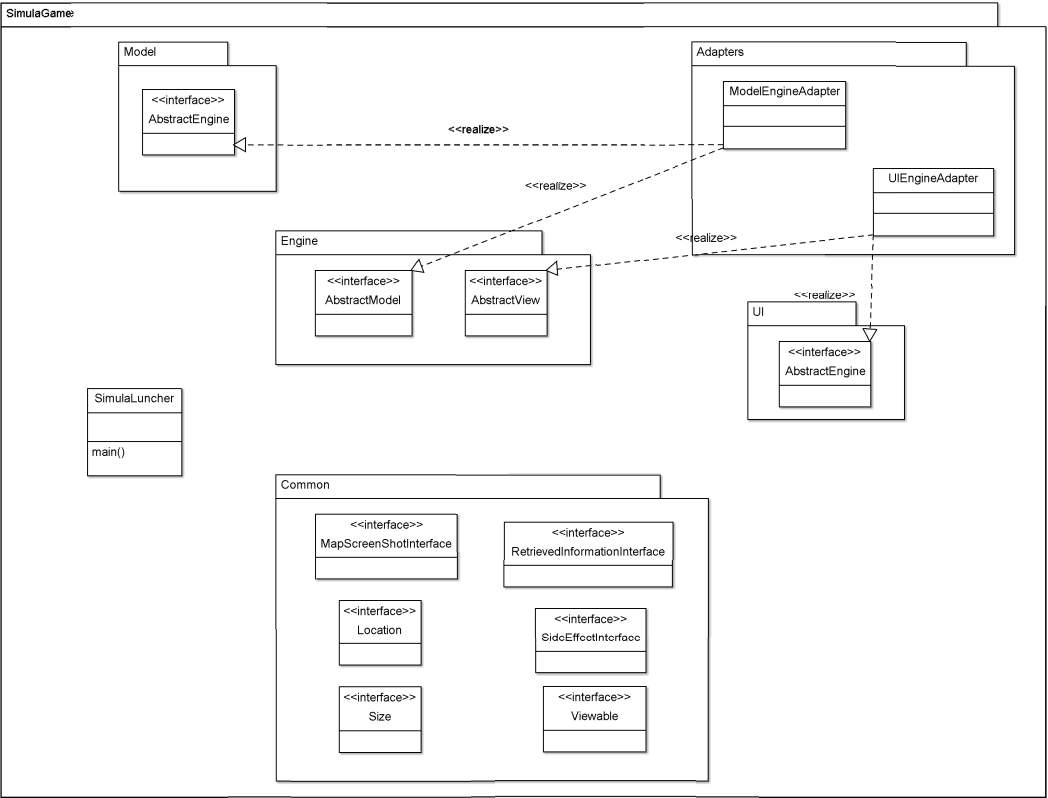 SimulaGame
Model
Adapters
<<interface>>
AbstractEngine
ModelEngineAdapter
<<realize>>
UIEngineAdapter
<<realize>>
Engine
<<realize>>
<<interface>>
AbstractModel
<<interface>>
AbstractView
<<realize>>
UI
<<interface>>
AbstractEngine
SimulaLuncher
main()
Common
<<interface>>
MapScreenShotInterface
<<interface>>
RetrievedInformationInterface
<<interface>>
Location
<<interface>>
SideEffectInterface
<<interface>>
Size
<<interface>>
Viewable